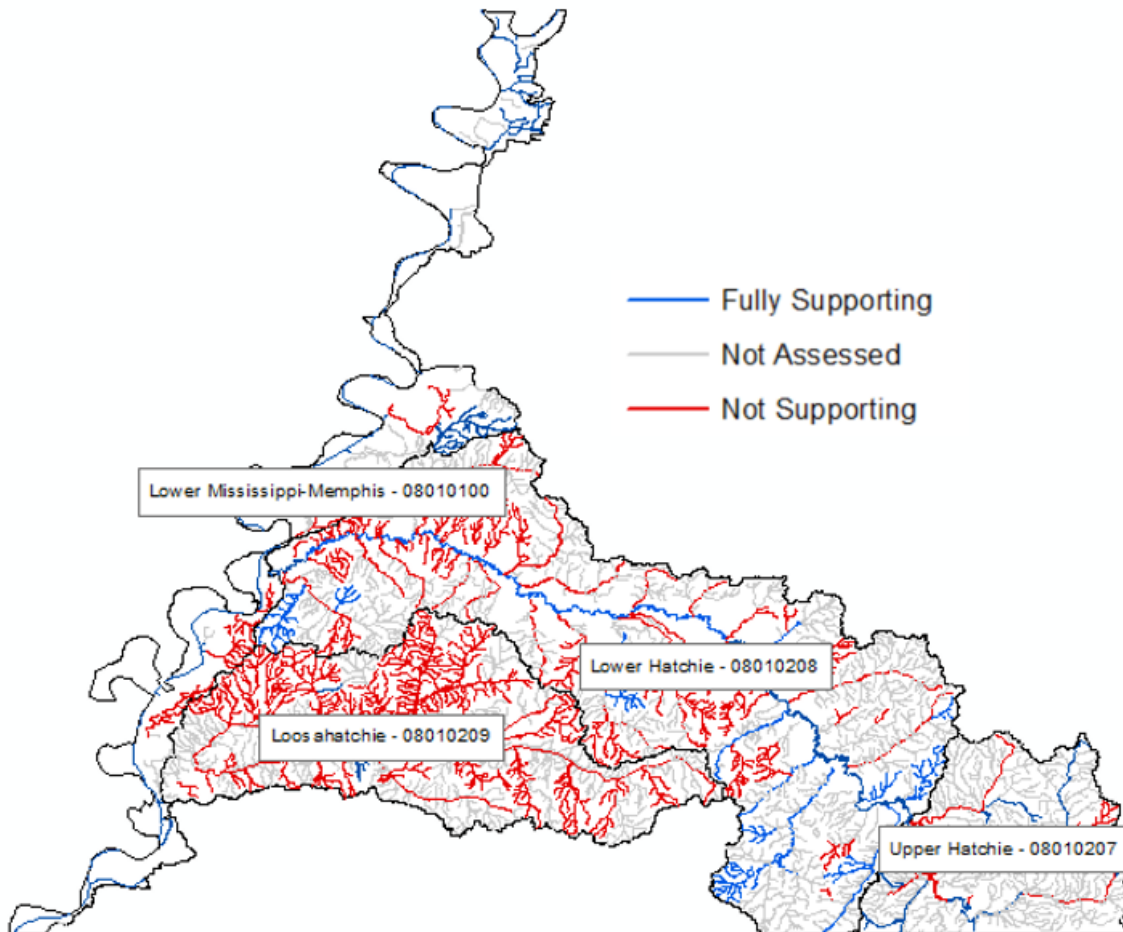 Fully Supporting
Not Assessed
Not Supporting
Lower Mississippi-Memphis - 08010100
Lower Hatchie - 08010208
Loosahatchie - 08010209
Upper Hatchie - 08010207